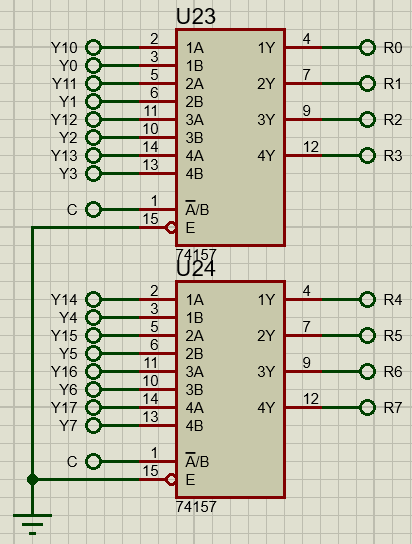 U23
Y10 2 1A 1Y 4 R0
Y0 3 1B
Y11 5 2A 2Y 7 R1
Y1 6 2B
Y12 11 3A 3Y 9 R2
Y2 10 3B
Y13 14 4A 4Y 12 R3
Y3 13 4B
C 1 A/B
15 E
74157
U24
Y14 2 1A 1Y 4 R4
Y4 3 1B
Y15 5 2A 2Y 7 R5
Y5 6 2B
Y16 11 3A 3Y 9 R6
Y6 10 3B
Y17 14 4A 4Y 12 R7
Y7 13 4B
C 1 A/B
15 E
74157